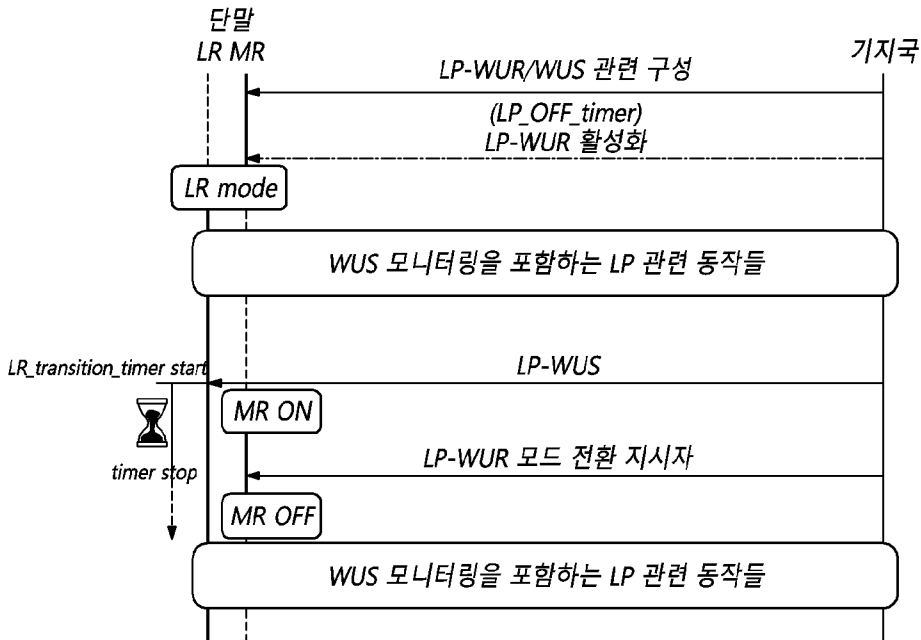 단말
LR MR
기지국
LP-WUR/WUS 관련 구성
(LP_OFF_timer)
LP-WUR 활성화
LR mode
WUS 모니터링을 포함하는 LP 관련 동작들
LR_transition_timer start
LP-WUS
MR ON
LP-WUR 모드 전환 지시자
timer stop
MR OFF
WUS 모니터링을 포함하는 LP 관련 동작들